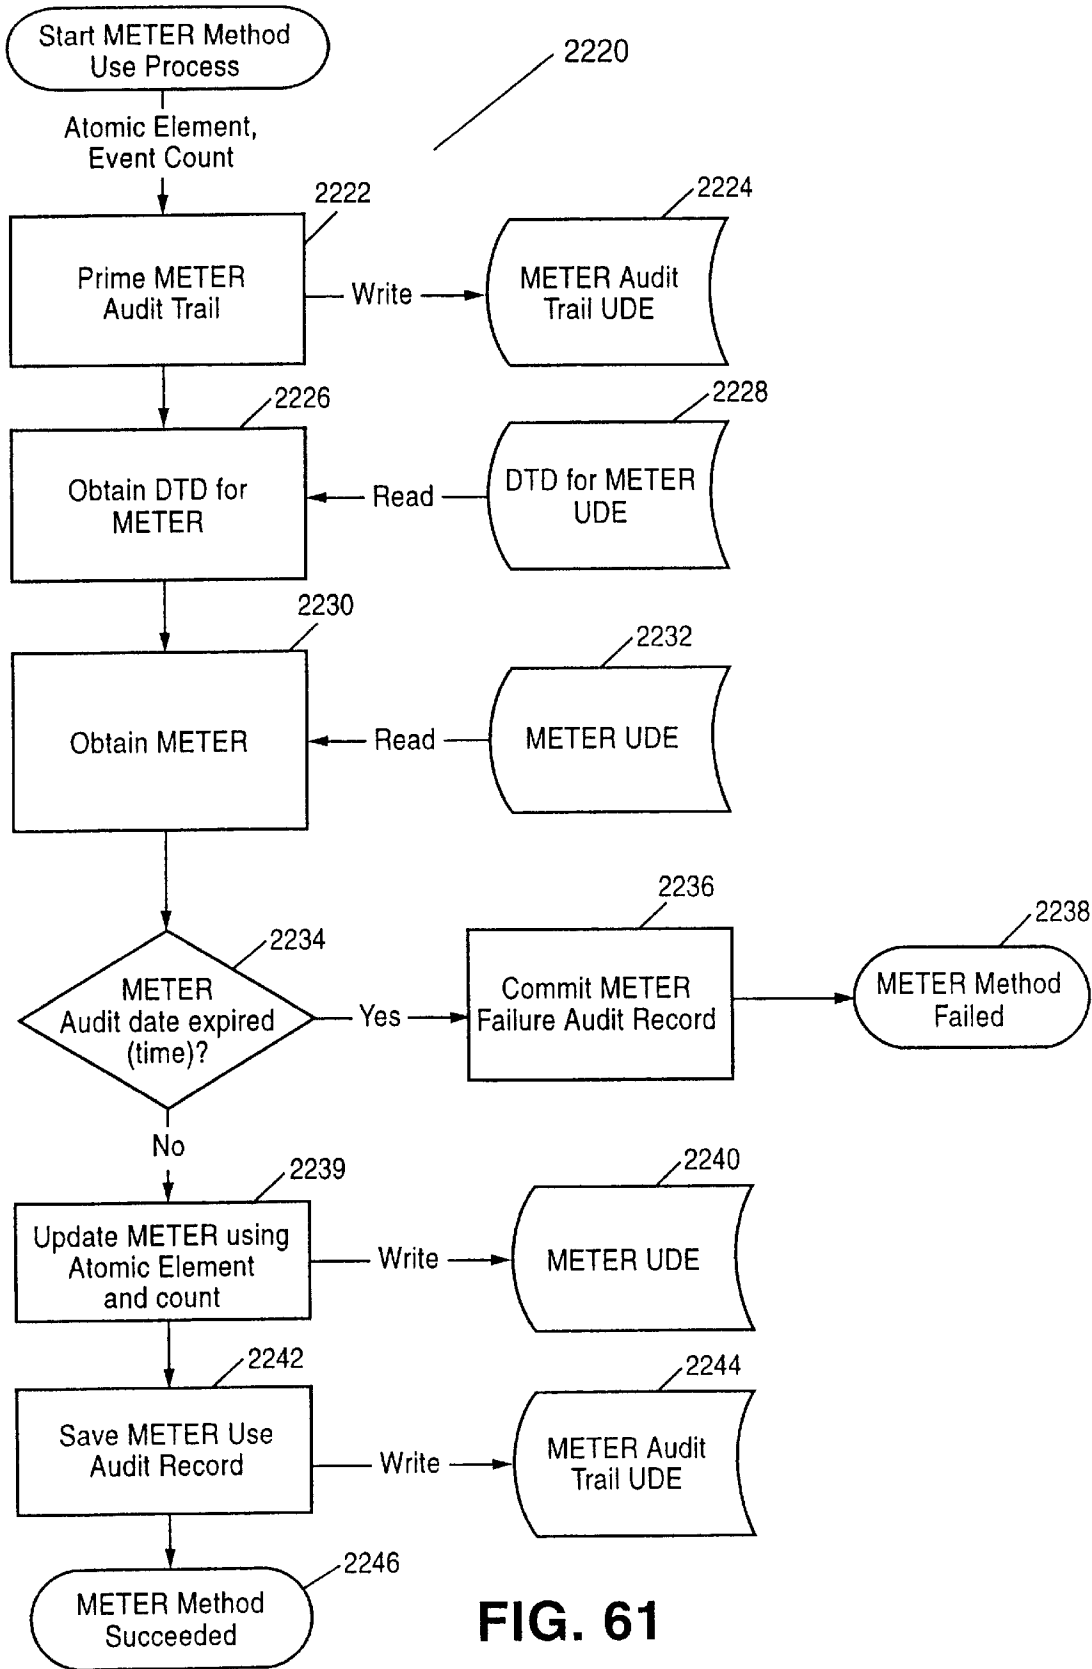 Start METER Method
Use Process
2220
Atomic Element,
Event Count
2222
2224
Prime METER
Audit Trail
Write
METER Audit
Trail UDE
2226
2228
Obtain DTD for
METER
Read
DTD for METER
UDE
2230
2232
Obtain METER
Read
METER UDE
2234
2236
2238
METER
Audit date expired
(time)?
Yes
Commit METER
Failure Audit Record
METER Method
Failed
No
2239
2240
Update METER using
Atomic Element
and count
Write
METER UDE
2242
2244
Save METER Use
Audit Record
Write
METER Audit
Trail UDE
2246
METER Method
Succeeded
FIG. 61